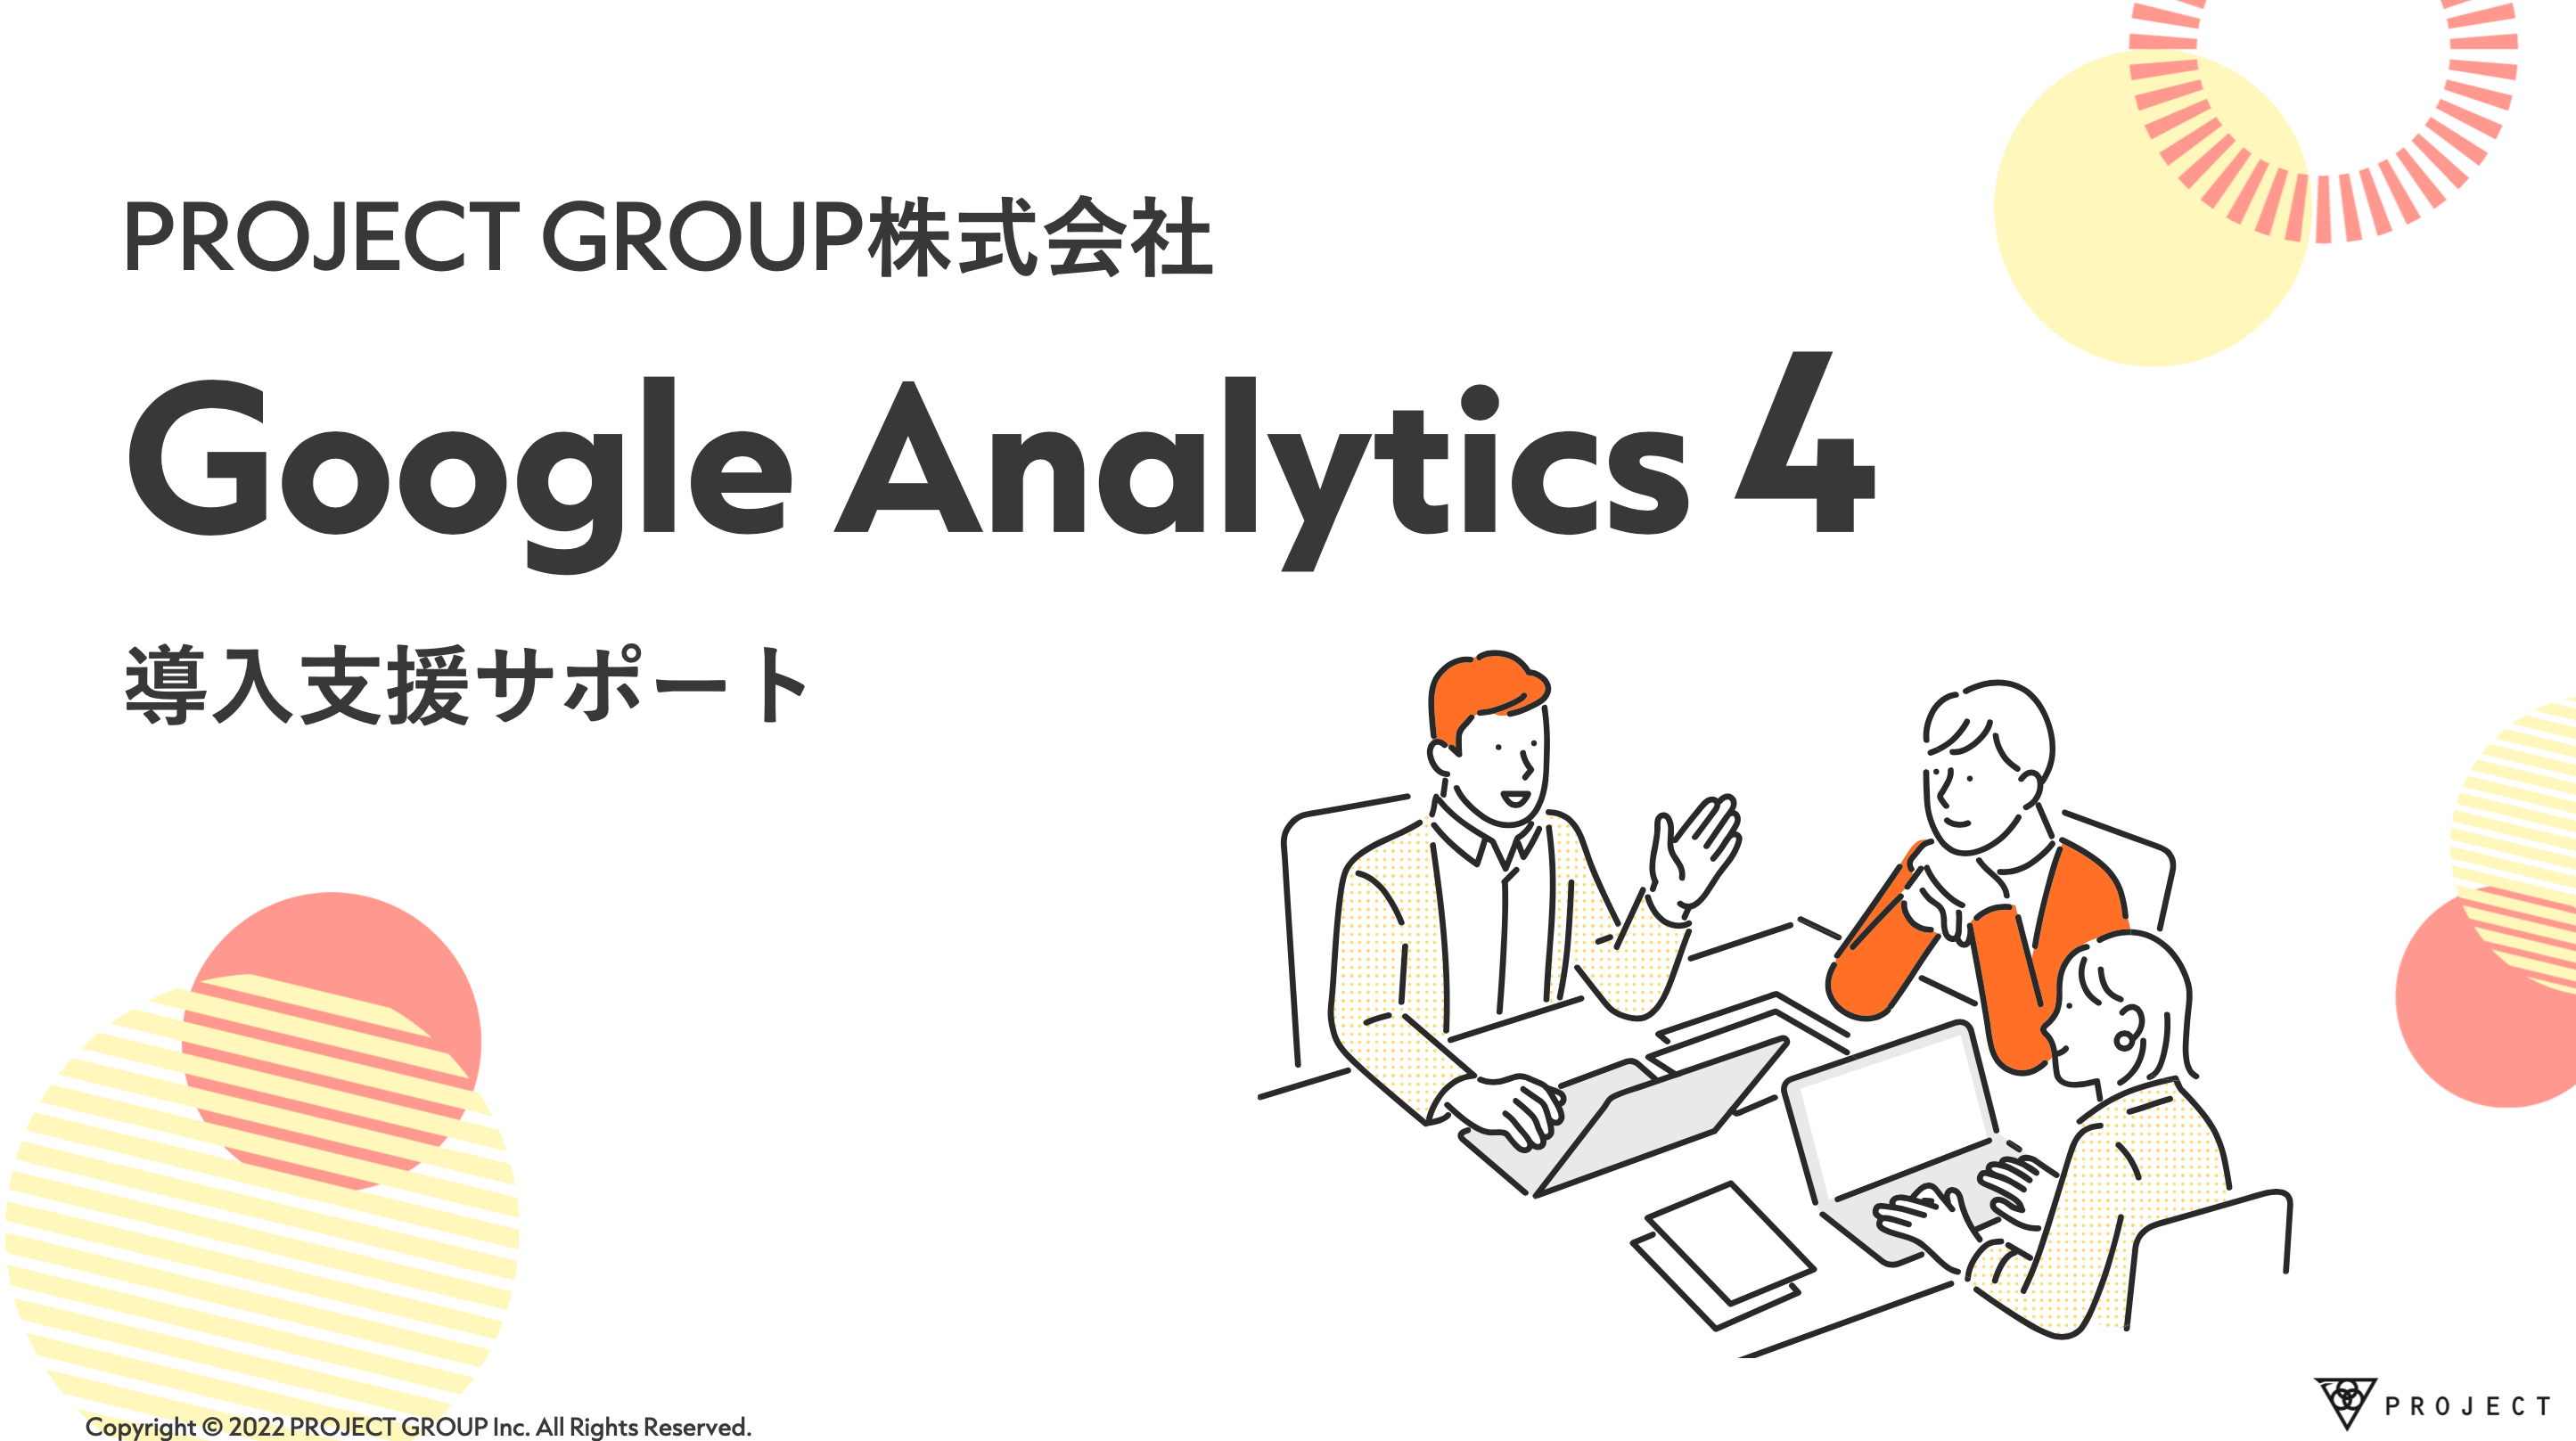 PROJECT GROUP株式会社
Google Analytics 4
導入支援サポート
Copyright © 2022 PROJECT GROUP Inc. All Rights Reserved.
PROJECT